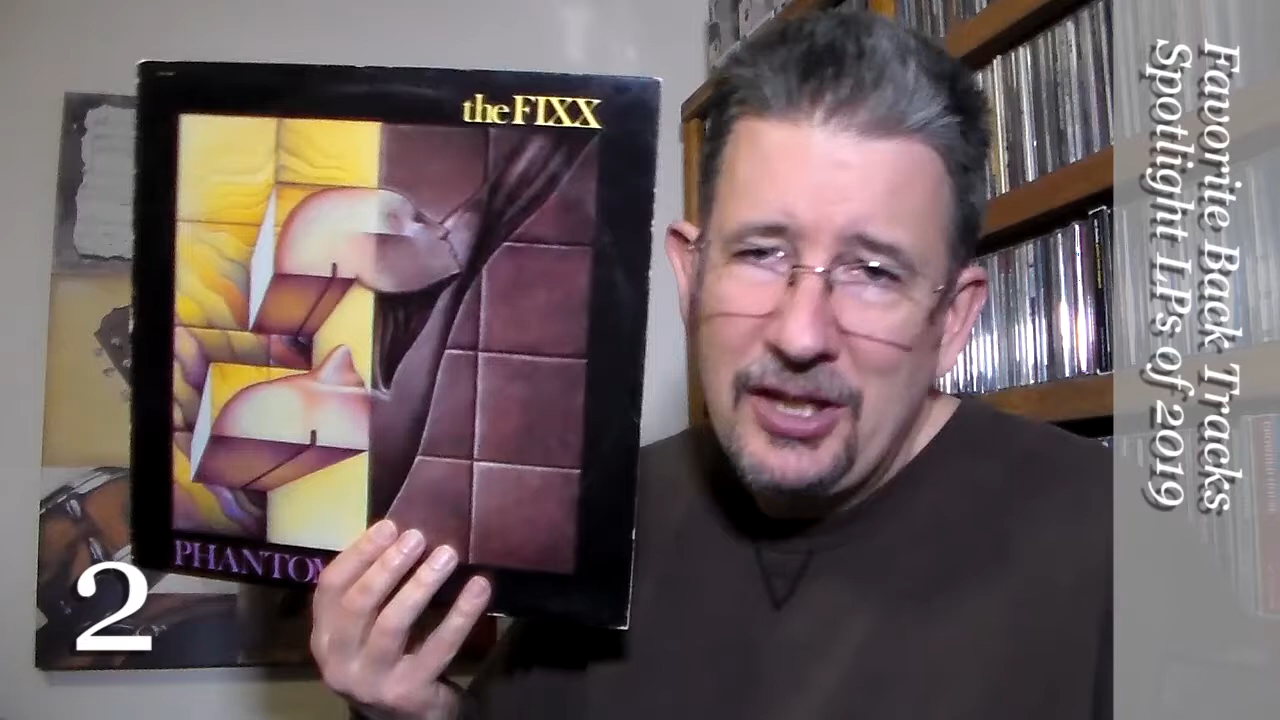 the FIXX
PHANTOM
2
Favorite Back Tracks
Spotlight LPs of 2019